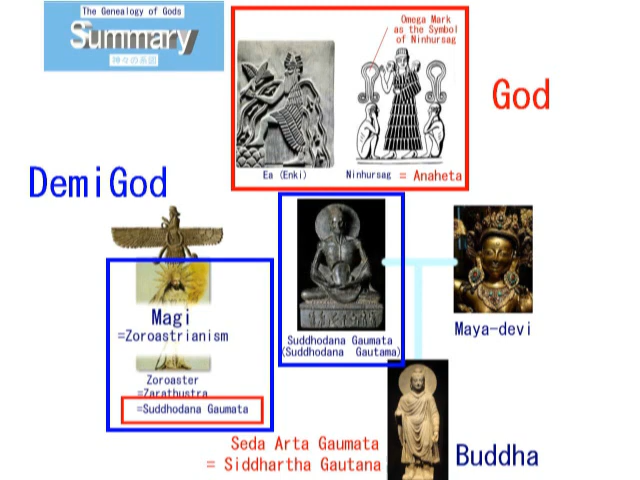 The Genealogy of Gods
Summary
神々の系図
Omega Mark
as the Symbol
of Ninhursag
God
Ea (Enki)
Ninhursag = Anaheta
DemiGod
Magi
=Zoroastrianism
Suddhodana Gaumata
(Suddhodana Gautama)
Maya-devi
Zoroaster
=Zarathustra
=Suddhodana Gaumata
Seda Arta Gaumata
= Siddhartha Gautana
Buddha